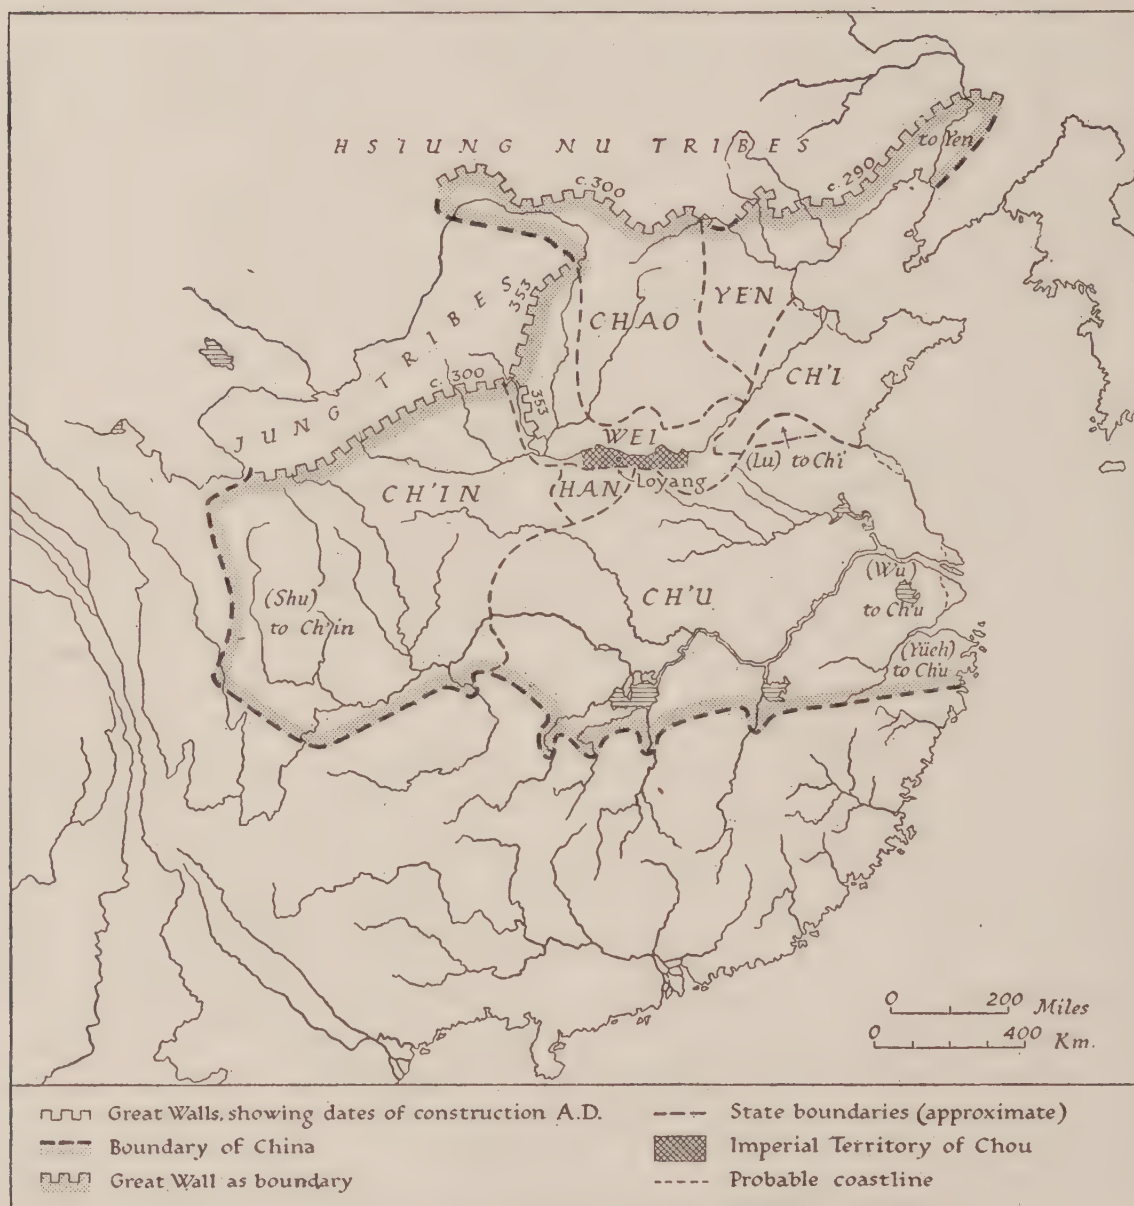 HSIUNG NU TRIBES
to Yen
c.300
c.290
353
JUNG TRIBES
c. 300
353
CHAO
YEN
CH'I
WEI
(Lu) to Ch'i
CH'IN
HAN
Loyang
(Shu)
to Ch'in
CH'U
(Wu)
to Ch'u
(Yüeh)
to Ch'u
0 200 Miles
0 400 Km.
Great Walls, showing dates of construction A.D.
Boundary of China
Great Wall as boundary
State boundaries (approximate)
Imperial Territory of Chou
Probable coastline